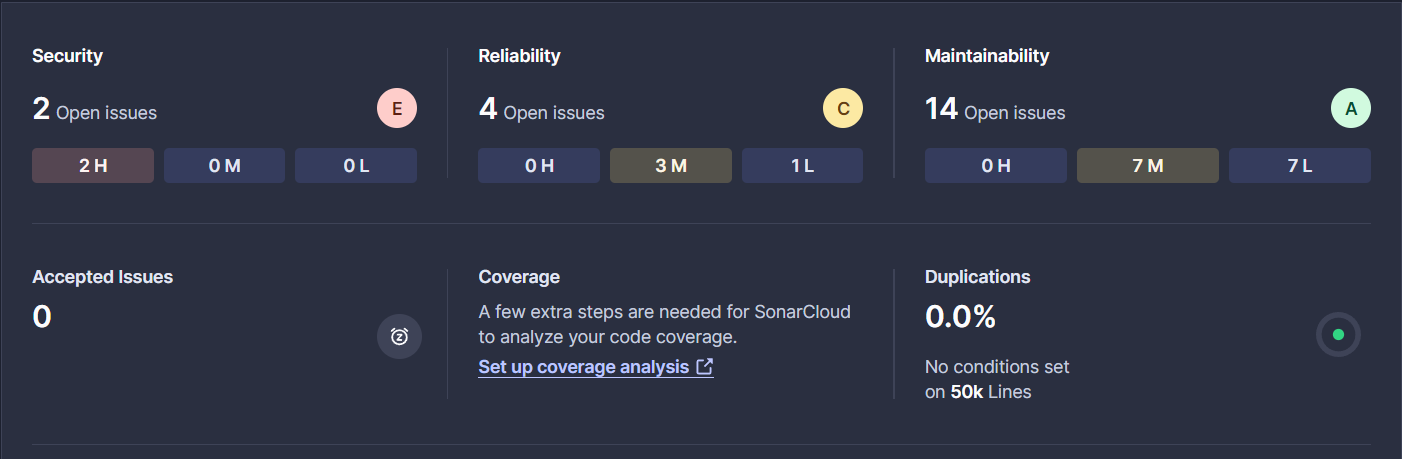 Security
2 Open issues
E
2 H
0 M
0 L
Reliability
4 Open issues
C
0 H
3 M
1 L
Maintainability
14 Open issues
A
0 H
7 M
7 L
Accepted Issues
0
z
Coverage
A few extra steps are needed for SonarCloud
to analyze your code coverage.
Set up coverage analysis
Duplications
0.0%
No conditions set
on 50k Lines